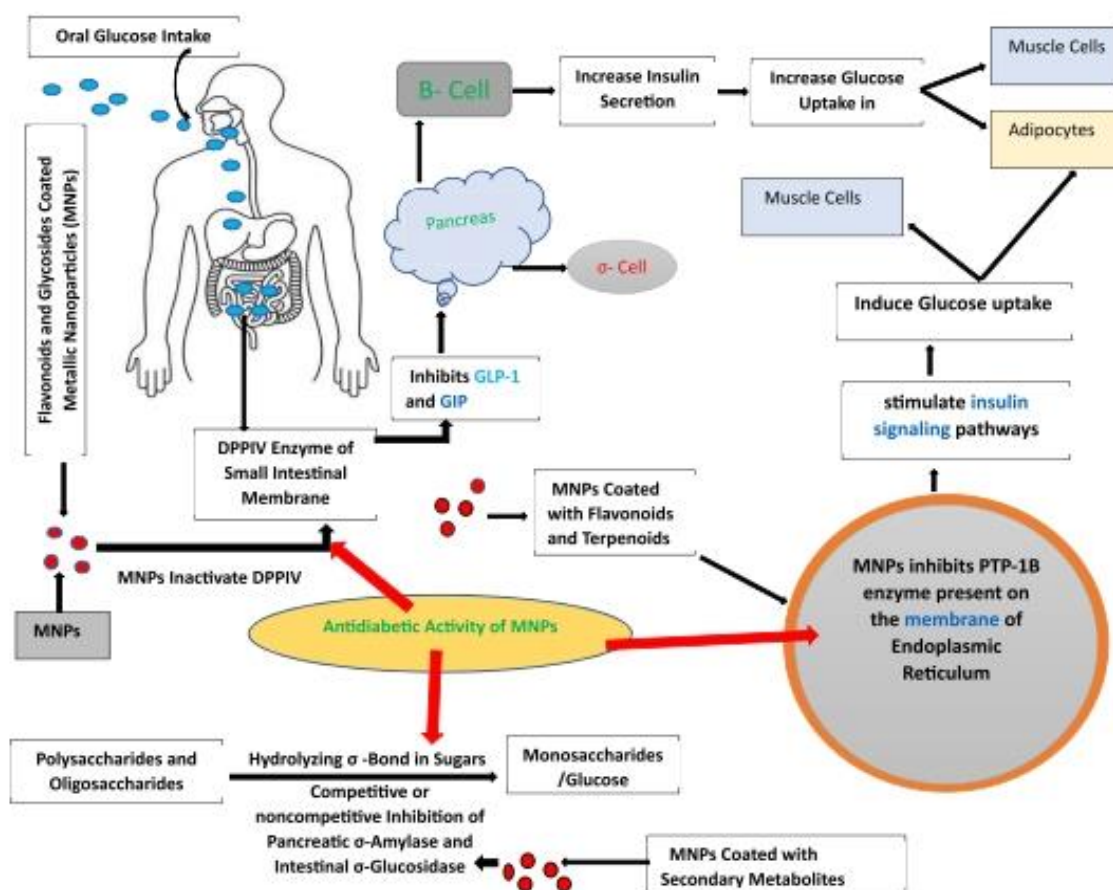 Oral Glucose Intake
Flavonoids and Glycosides Coated
Metallic Nanoparticles (MNPs)
B- Cell
Increase Insulin
Secretion
Increase Glucose
Uptake in
Muscle Cells
Adipocytes
Pancreas
σ- Cell
Muscle Cells
Induce Glucose uptake
Inhibits GLP-1
and GIP
stimulate insulin
signaling pathways
DPPIV Enzyme of
Small Intestinal
Membrane
MNPs Coated
with Flavonoids
and Terpenoids
MNPs Inactivate DPPIV
MNPs
Antidiabetic Activity of MNPs
MNPs inhibits PTP-1B
enzyme present on
the membrane of
Endoplasmic
Reticulum
Polysaccharides and
Oligosaccharides
Hydrolyzing σ -Bond in Sugars
Monosaccharides
/Glucose
Competitive or
noncompetitive Inhibition of
Pancreatic σ-Amylase and
Intestinal σ-Glucosidase
MNPs Coated with
Secondary Metabolites